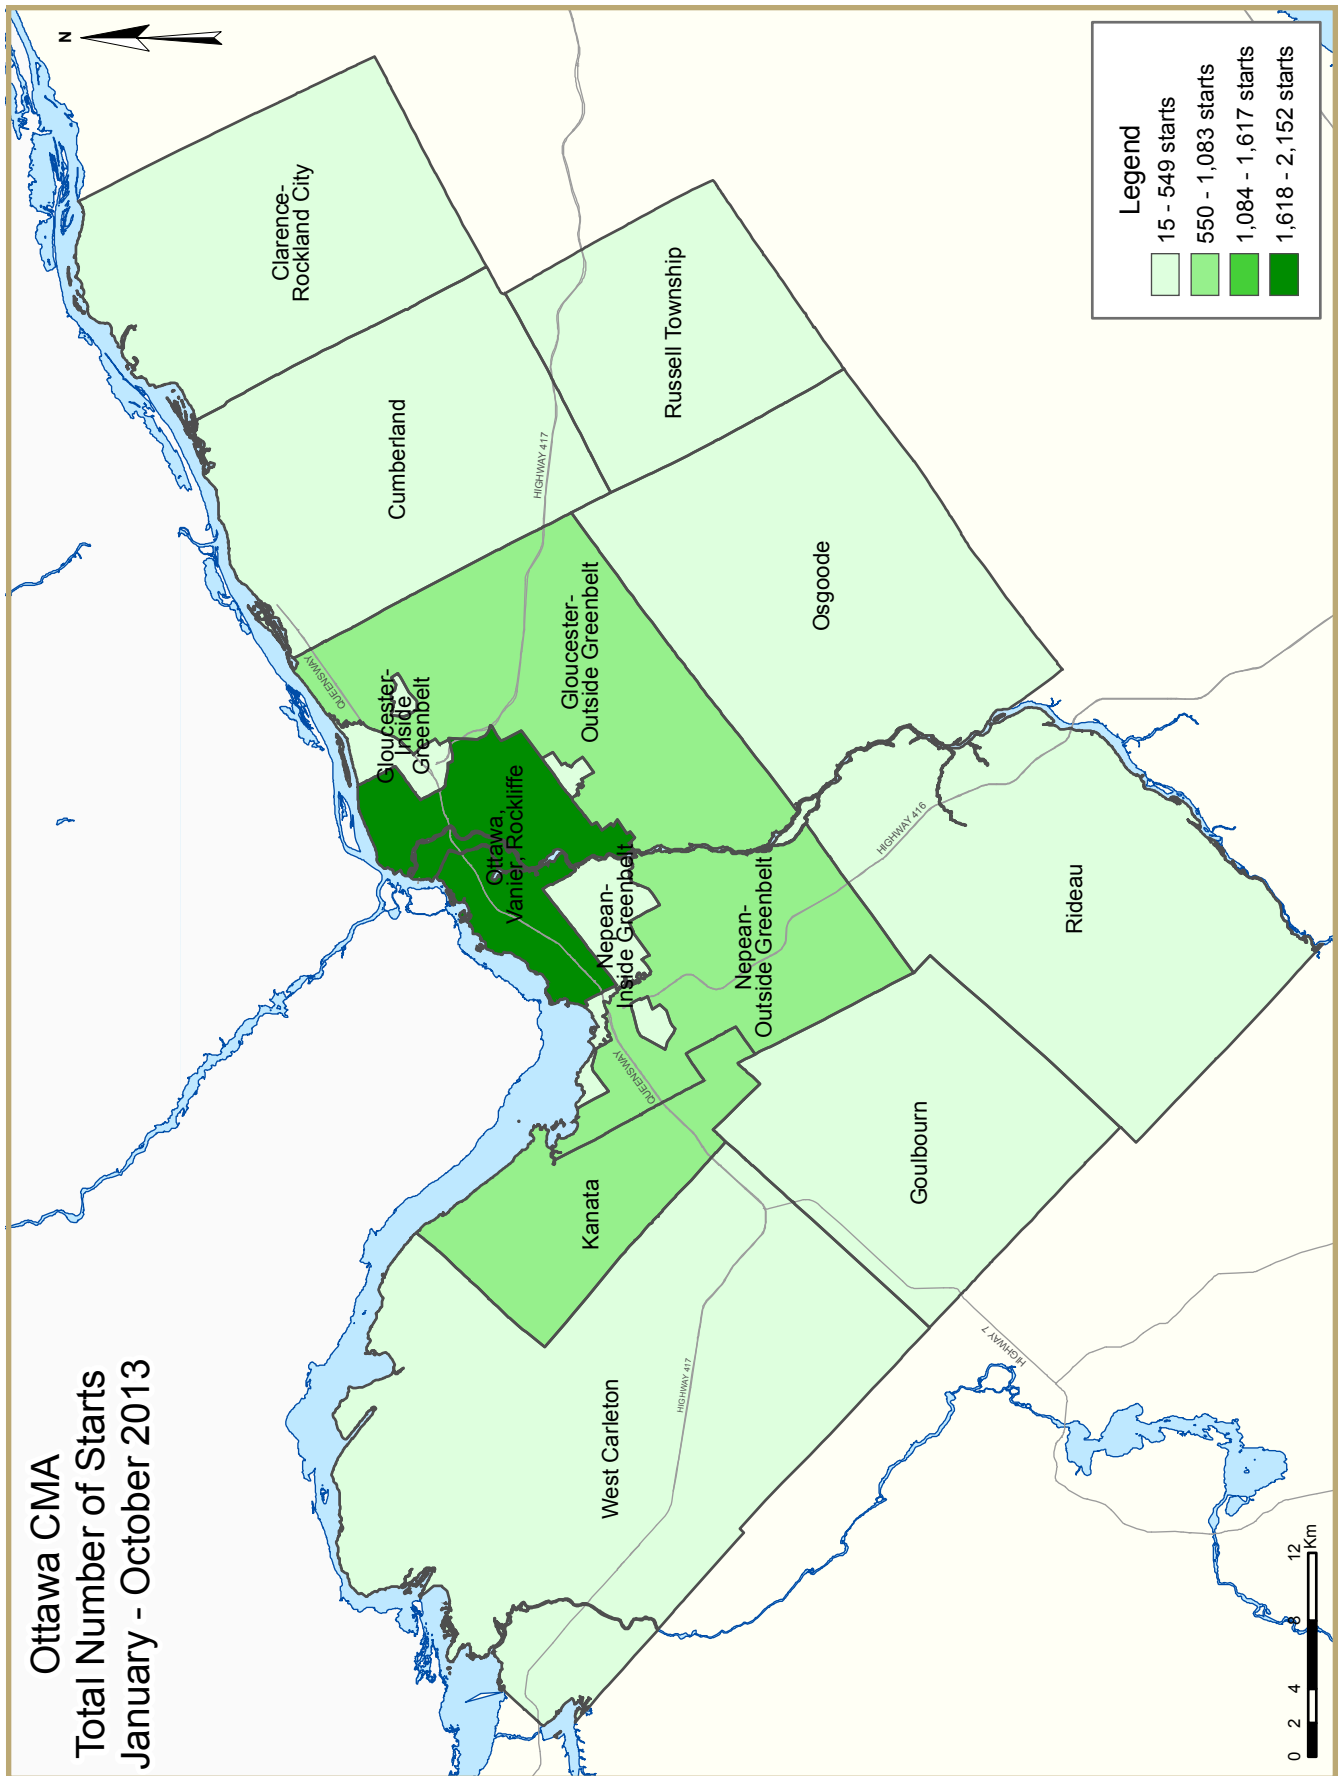 Ottawa CMA
Total Number of Starts
January - October 2013
N
Clarence-
Rockland City
Cumberland
Russell Township
HIGHWAY 417
QUEENSWAY
Gloucester-
Inside
Greenbelt
Gloucester-
Outside Greenbelt
Osgoode
Ottawa,
Vanier, Rockliffe
Nepean-
Inside Greenbelt
Nepean-
Outside Greenbelt
HIGHWAY 416
Rideau
QUEENSWAY
Kanata
Goulbourn
West Carleton
HIGHWAY 417
HIGHWAY 7
Legend
15 - 549 starts
550 - 1,083 starts
1,084 - 1,617 starts
1,618 - 2,152 starts
0 2 4 8 12
Km